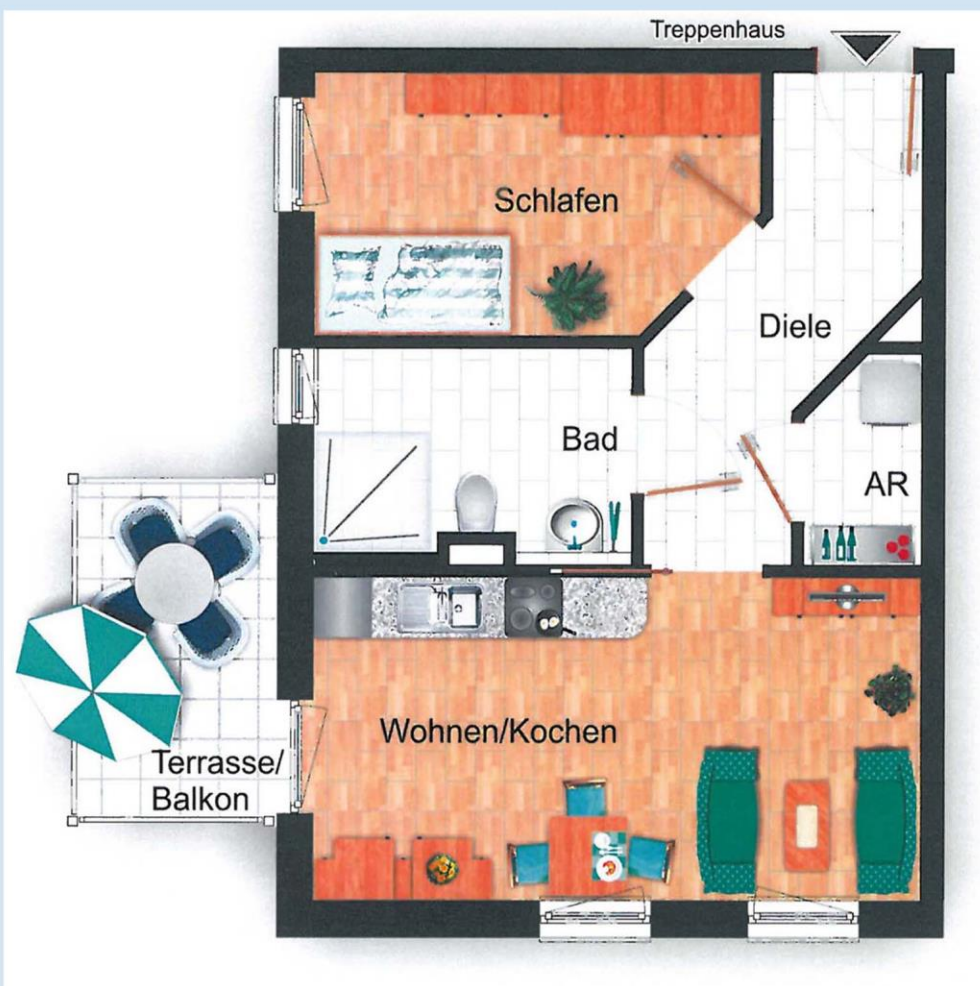 Treppenhaus
Schlafen
Diele
Bad
AR
Wohnen/Kochen
Terrasse/
Balkon